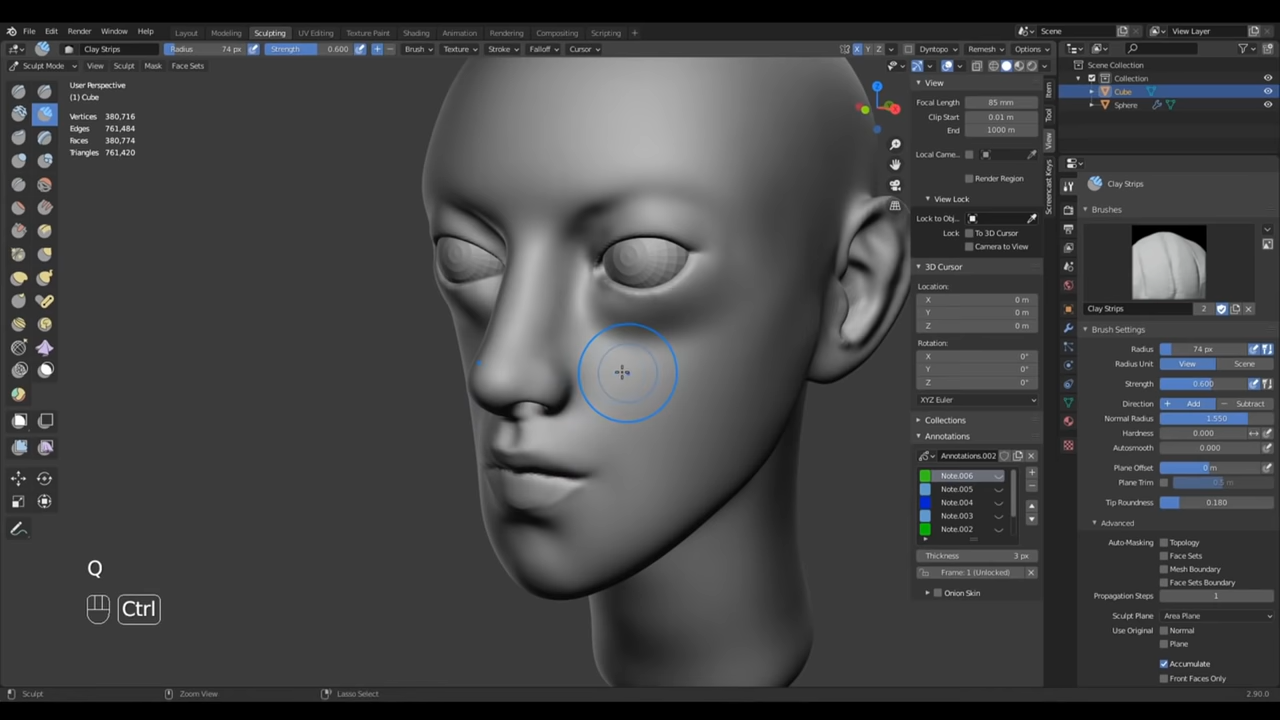 File Edit Render Window Help Layout Modeling Sculpting UV Editing Texture Paint Shading Animation Rendering Compositing Scripting + Scene View Layer
Clay Strips Radius 74 px Strength 0.600 Brush Texture Stroke Falloff Cursor X Y Z Dyntopo Remesh Options
Sculpt Mode View Sculpt Mask Face Sets
User Perspective
(1) Cube
Vertices 380,716
Edges 761,484
Faces 380,774
Triangles 761,420
Z
View
Focal Length 85 mm
Clip Start 0.01 m
End 1000 m
Local Came...
Render Region
View Lock
Lock to Obj...
Lock To 3D Cursor
Camera to View
3D Cursor
Location:
X 0 m
Y 0 m
Z 0 m
Rotation:
X 0°
Y 0°
Z 0°
XYZ Euler
Collections
Annotations
Annotations.002
Note.006
Note.005
Note.004
Note.003
Note.002
Thickness 3 px
Frame: 1 (Unlocked)
Onion Skin
Item
Tool
View
Screencast Keys
Scene Collection
Collection
Cube
Sphere
Clay Strips
Brushes
Clay Strips 2
Brush Settings
Radius 74 px
Radius Unit View Scene
Strength 0.600
Direction + Add − Subtract
Normal Radius 1.550
Hardness 0.000
Autosmooth 0.000
Plane Offset 0 m
Plane Trim 0.5 m
Tip Roundness 0.180
Advanced
Auto-Masking Topology
Face Sets
Mesh Boundary
Face Sets Boundary
Propagation Steps 1
Sculpt Plane Area Plane
Use Original Normal
Plane
Accumulate
Front Faces Only
Q
Ctrl
Sculpt Zoom View Lasso Select 2.90.0